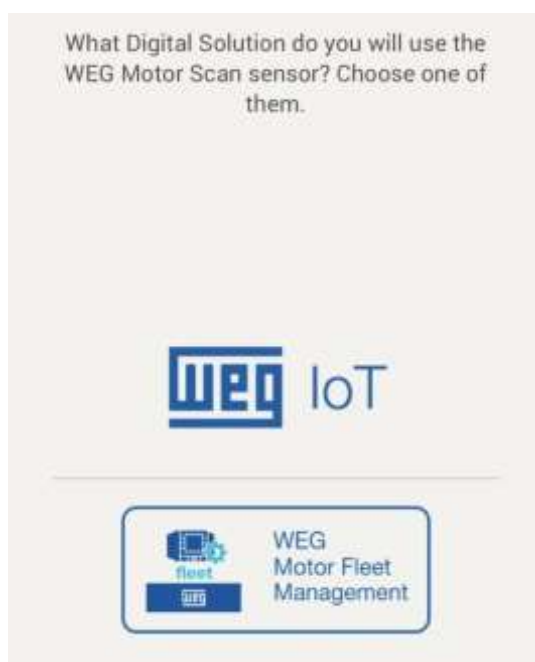 What Digital Solution do you will use the
WEG Motor Scan sensor? Choose one of
them.
weg IoT
WEG
Motor Fleet
Management
fleet
weg